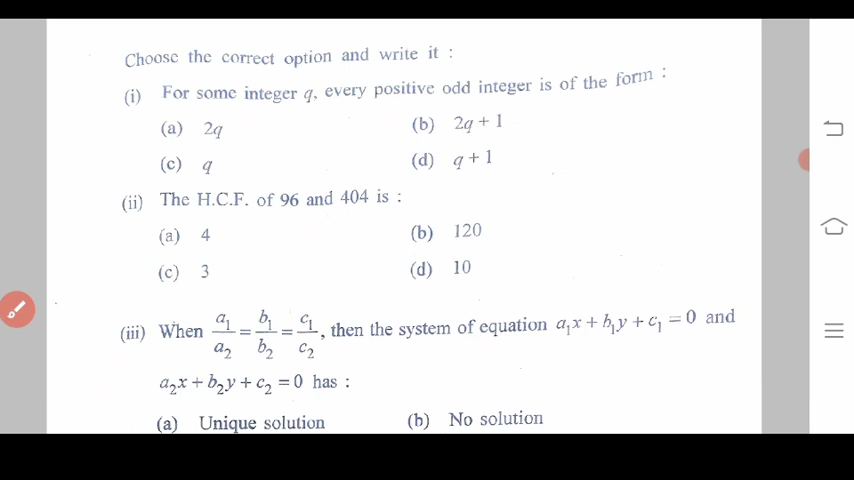 Choose the correct option and write it :
(i) For some integer q, every positive odd integer is of the form :
(a) 2q (b) 2q + 1
(c) q (d) q + 1
(ii) The H.C.F. of 96 and 404 is :
(a) 4 (b) 120
(c) 3 (d) 10
(iii) When a₁/a₂ = b₁/b₂ = c₁/c₂, then the system of equation a₁x + b₁y + c₁ = 0 and
a₂x + b₂y + c₂ = 0 has :
(a) Unique solution (b) No solution